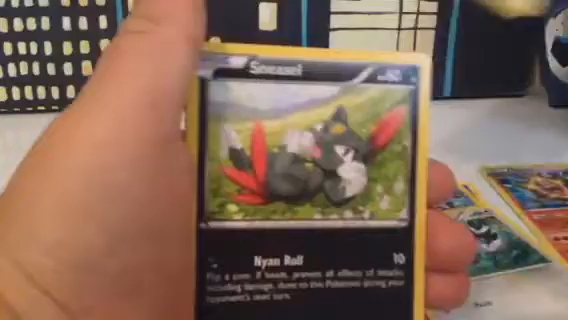 Sneasel HP60
Nyan Roll 10
Flip a coin. If heads, prevent all effects of attacks,
including damage, done to this Pokémon during your
opponent's next turn.